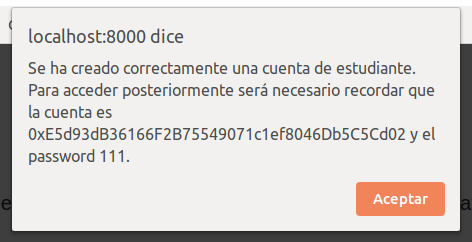 localhost:8000 dice
Se ha creado correctamente una cuenta de estudiante.
Para acceder posteriormente será necesario recordar que
la cuenta es
0xE5d93dB36166F2B75549071c1ef8046Db5C5Cd02 y el
password 111.
Aceptar